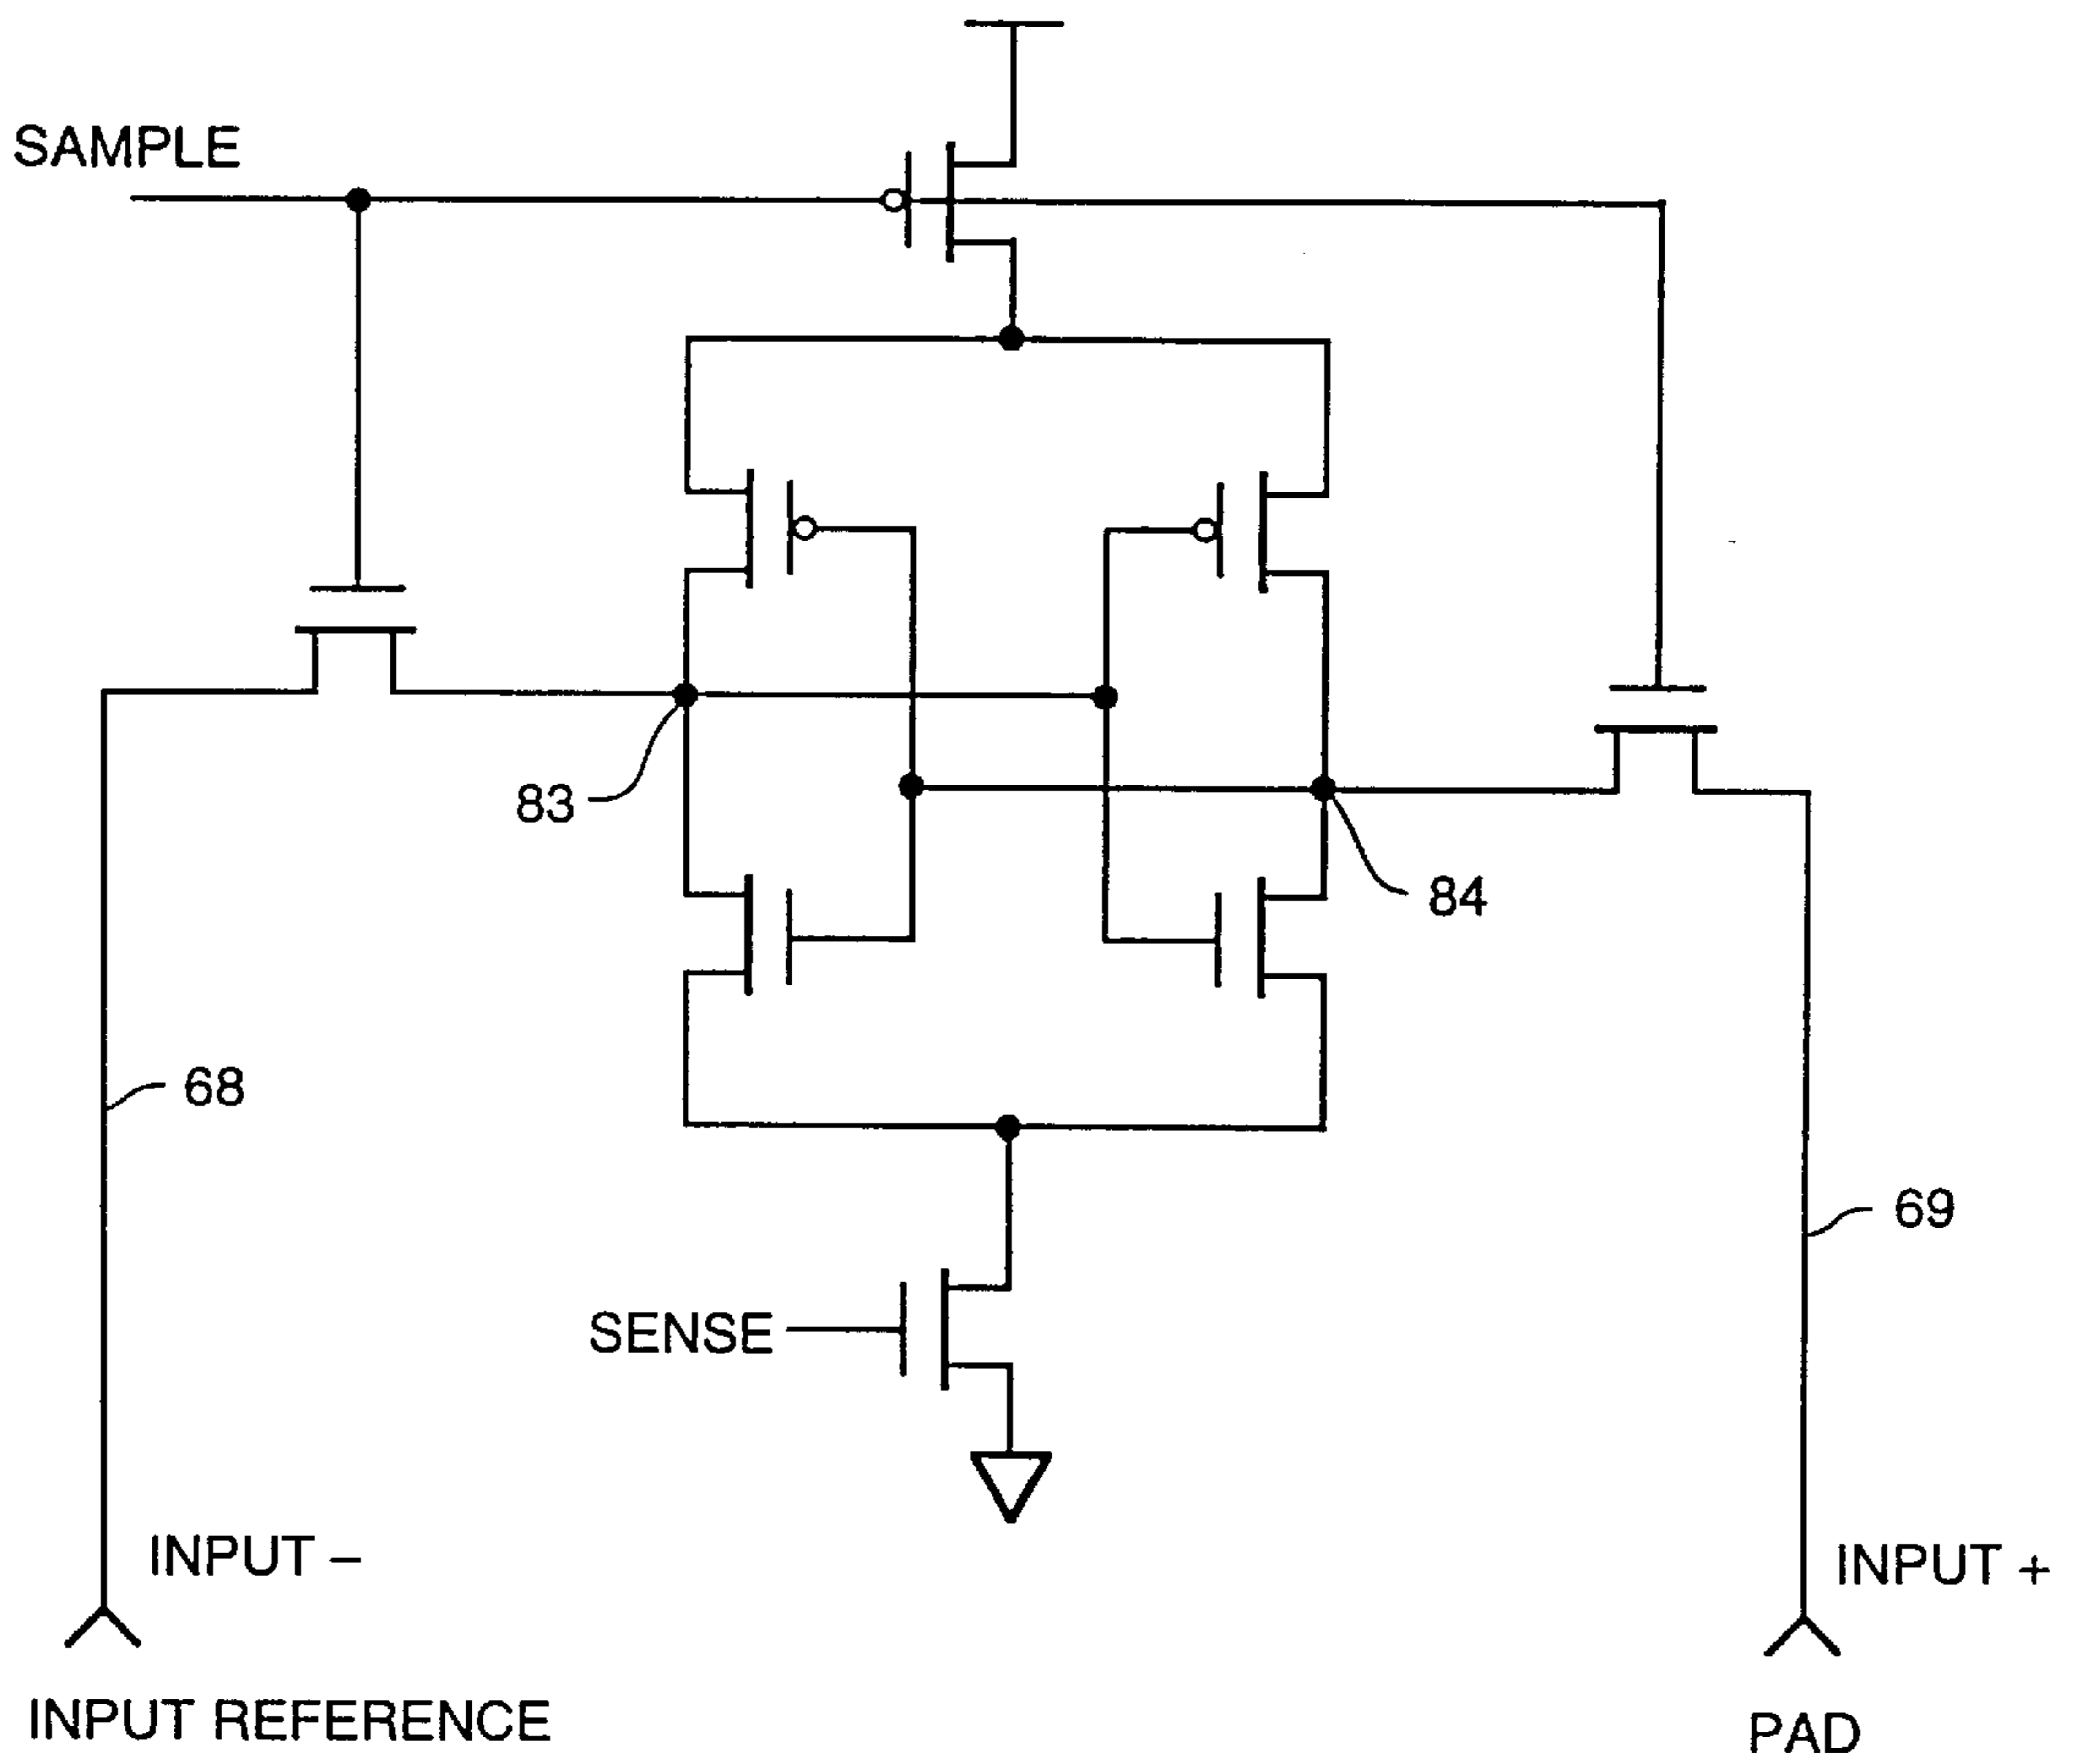 SAMPLE
83
84
68
69
SENSE
INPUT –
INPUT +
INPUT REFERENCE
PAD